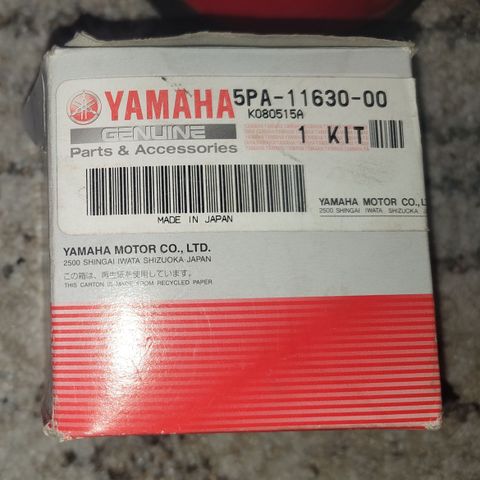 YAMAHA
GENUINE
Parts & Accessories
5PA-11630-00
K080515A
1 KIT
MADE IN JAPAN
YAMAHA MOTOR CO., L
2500 SHINGAI IWATA SHIZUOKA J
YAMAHA MOTOR CO., LTD.
2500 SHINGAI IWATA SHIZUOKA JAPAN
この箱は、再生紙を使用しています。
THIS CARTON IS MADE FROM RECYCLED PAPER